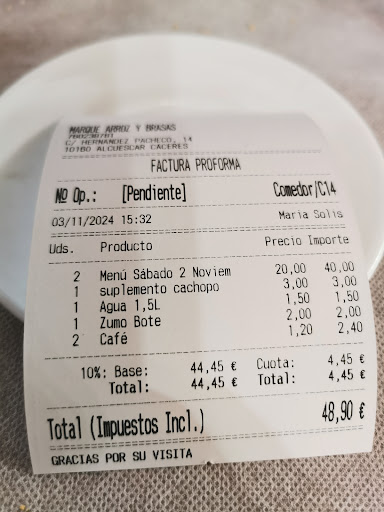 MARQUE ARROZ Y BRASAS
76023078T
C/ HERNANDEZ PACHECO, 14
10160 ALCUESCAR CACERES
FACTURA PROFORMA
Nº Op.: [Pendiente] Comedor/C14
03/11/2024 15:32 Maria Solis
Uds. Producto Precio Importe
2 Menú Sábado 2 Noviem 20,00 40,00
1 suplemento cachopo 3,00 3,00
1 Agua 1,5L 1,50 1,50
1 Zumo Bote 2,00 2,00
2 Café 1,20 2,40
10%: Base: 44,45 € Cuota: 4,45 €
Total: 44,45 € Total: 4,45 €
Total (Impuestos Incl.) 48,90 €
GRACIAS POR SU VISITA